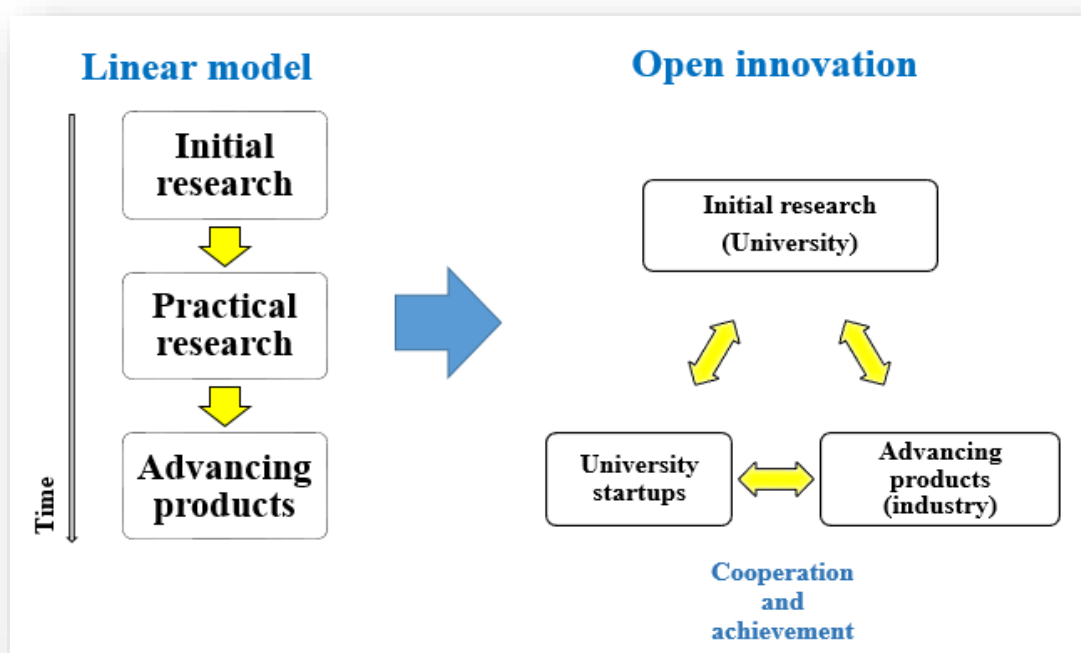 Linear model
Initial
research
Practical
research
Advancing
products
Time
Open innovation
Initial research
(University)
University
startups
Advancing
products
(industry)
Cooperation
and
achievement